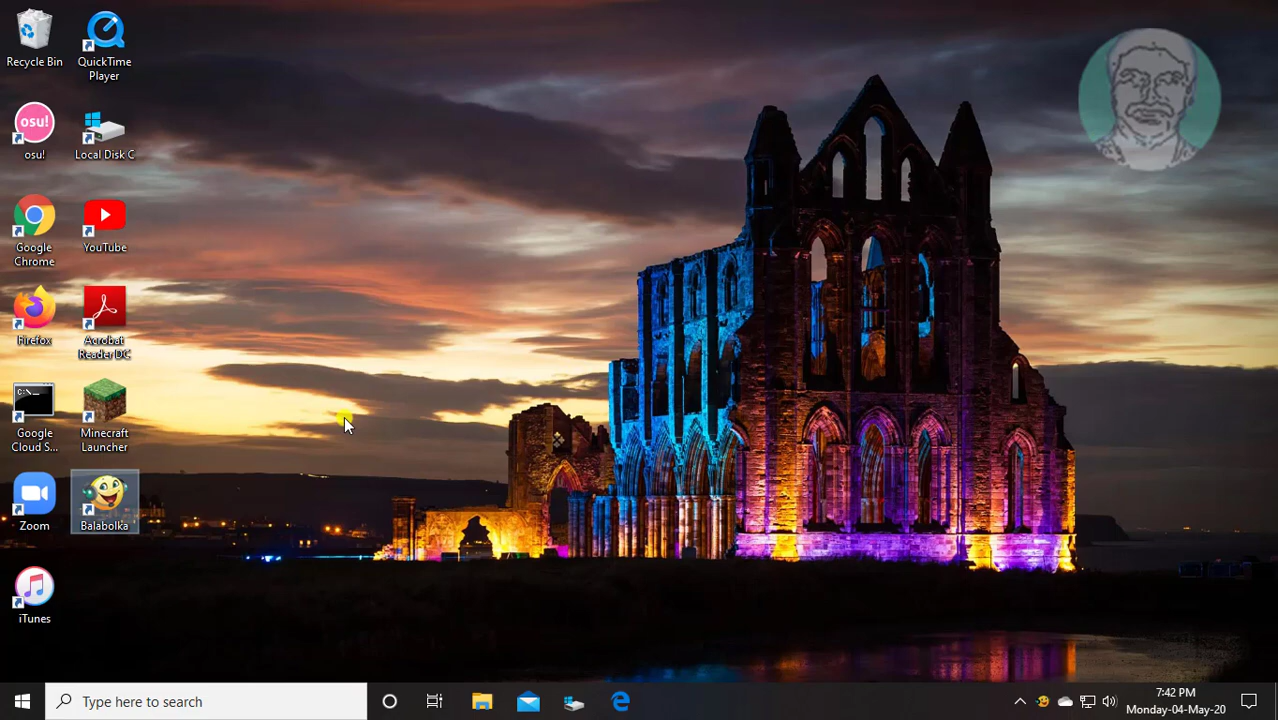 Recycle Bin
QuickTime
Player
osu!
osu!
Local Disk C
Google
Chrome
YouTube
Firefox
Acrobat
Reader DC
C:\_
Google
Cloud S...
Minecraft
Launcher
Zoom
Balabolka
iTunes
Type here to search
7:42 PM
Monday-04-May-20